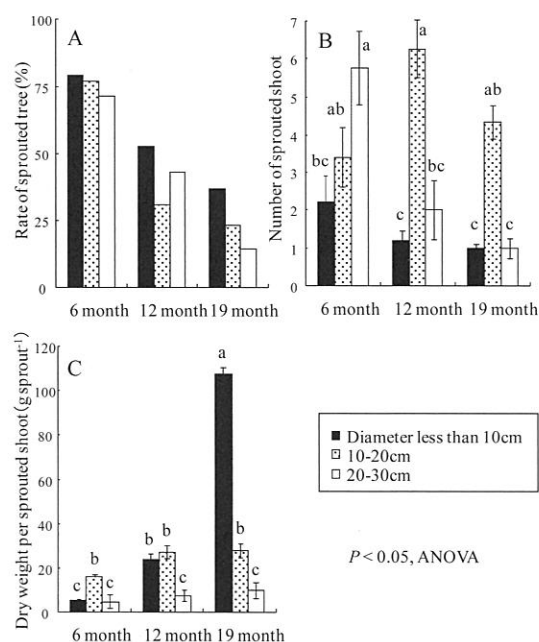 A
Rate of sprouted tree (%)
100
75
50
25
0
6 month 12 month 19 month
B
Number of sprouted shoot
7
6
5
4
3
2
1
0
bc ab a
c a bc
c ab c
6 month 12 month 19 month
C
Dry weight per sprouted shoot (g sprout⁻¹)
120
100
80
60
40
20
0
c b c
b b c
a b c
6 month 12 month 19 month
Diameter less than 10cm
10-20cm
20-30cm
P < 0.05, ANOVA